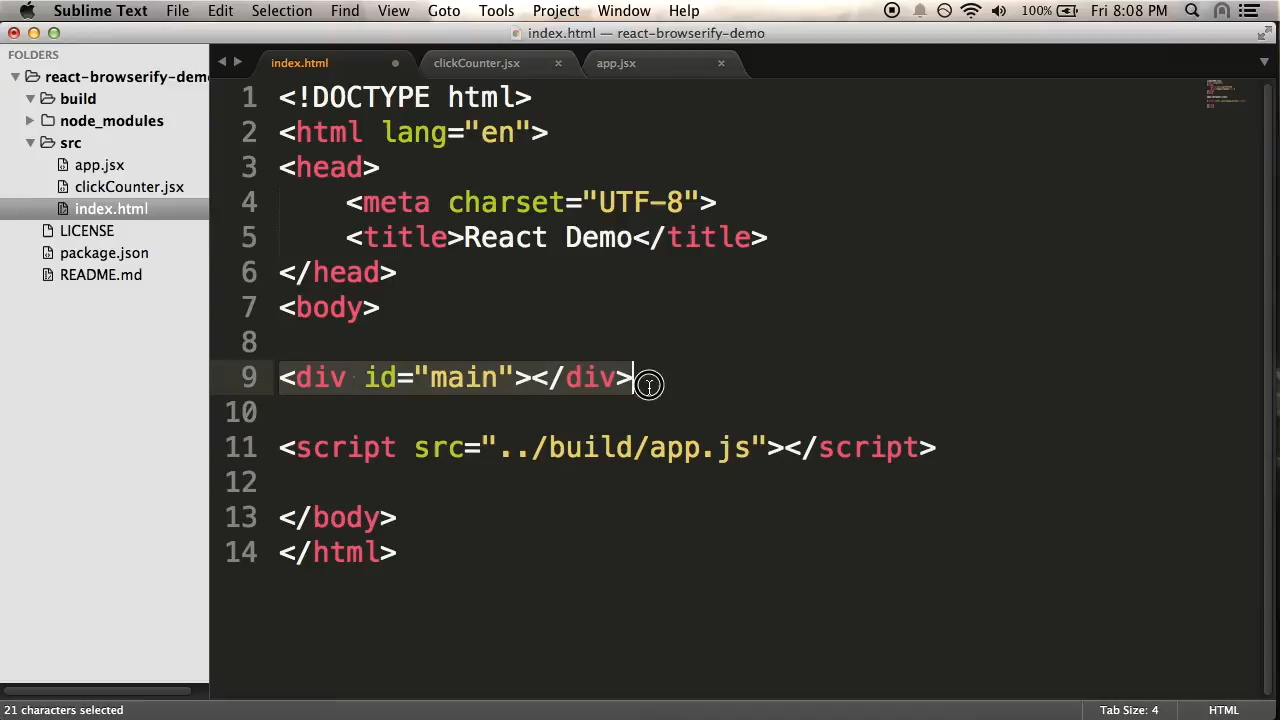 Sublime Text File Edit Selection Find View Goto Tools Project Window Help 100% Fri 8:08 PM
index.html — react-browserify-demo
FOLDERS
react-browserify-demo
build
node_modules
src
app.jsx
clickCounter.jsx
index.html
LICENSE
package.json
README.md
index.html clickCounter.jsx app.jsx
1 <!DOCTYPE html>
2 <html lang="en">
3 <head>
4 <meta charset="UTF-8">
5 <title>React Demo</title>
6 </head>
7 <body>
8
9 <div id="main"></div>
10
11 <script src="../build/app.js"></script>
12
13 </body>
14 </html>
21 characters selected Tab Size: 4 HTML